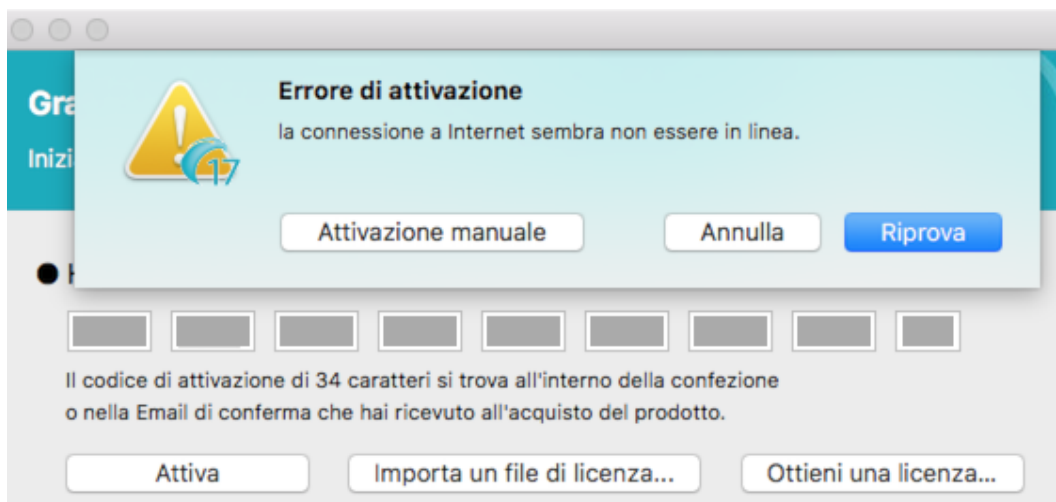 Errore di attivazione
la connessione a Internet sembra non essere in linea.
17
Attivazione manuale
Annulla
Riprova
Il codice di attivazione di 34 caratteri si trova all'interno della confezione
o nella Email di conferma che hai ricevuto all'acquisto del prodotto.
Attiva
Importa un file di licenza...
Ottieni una licenza...